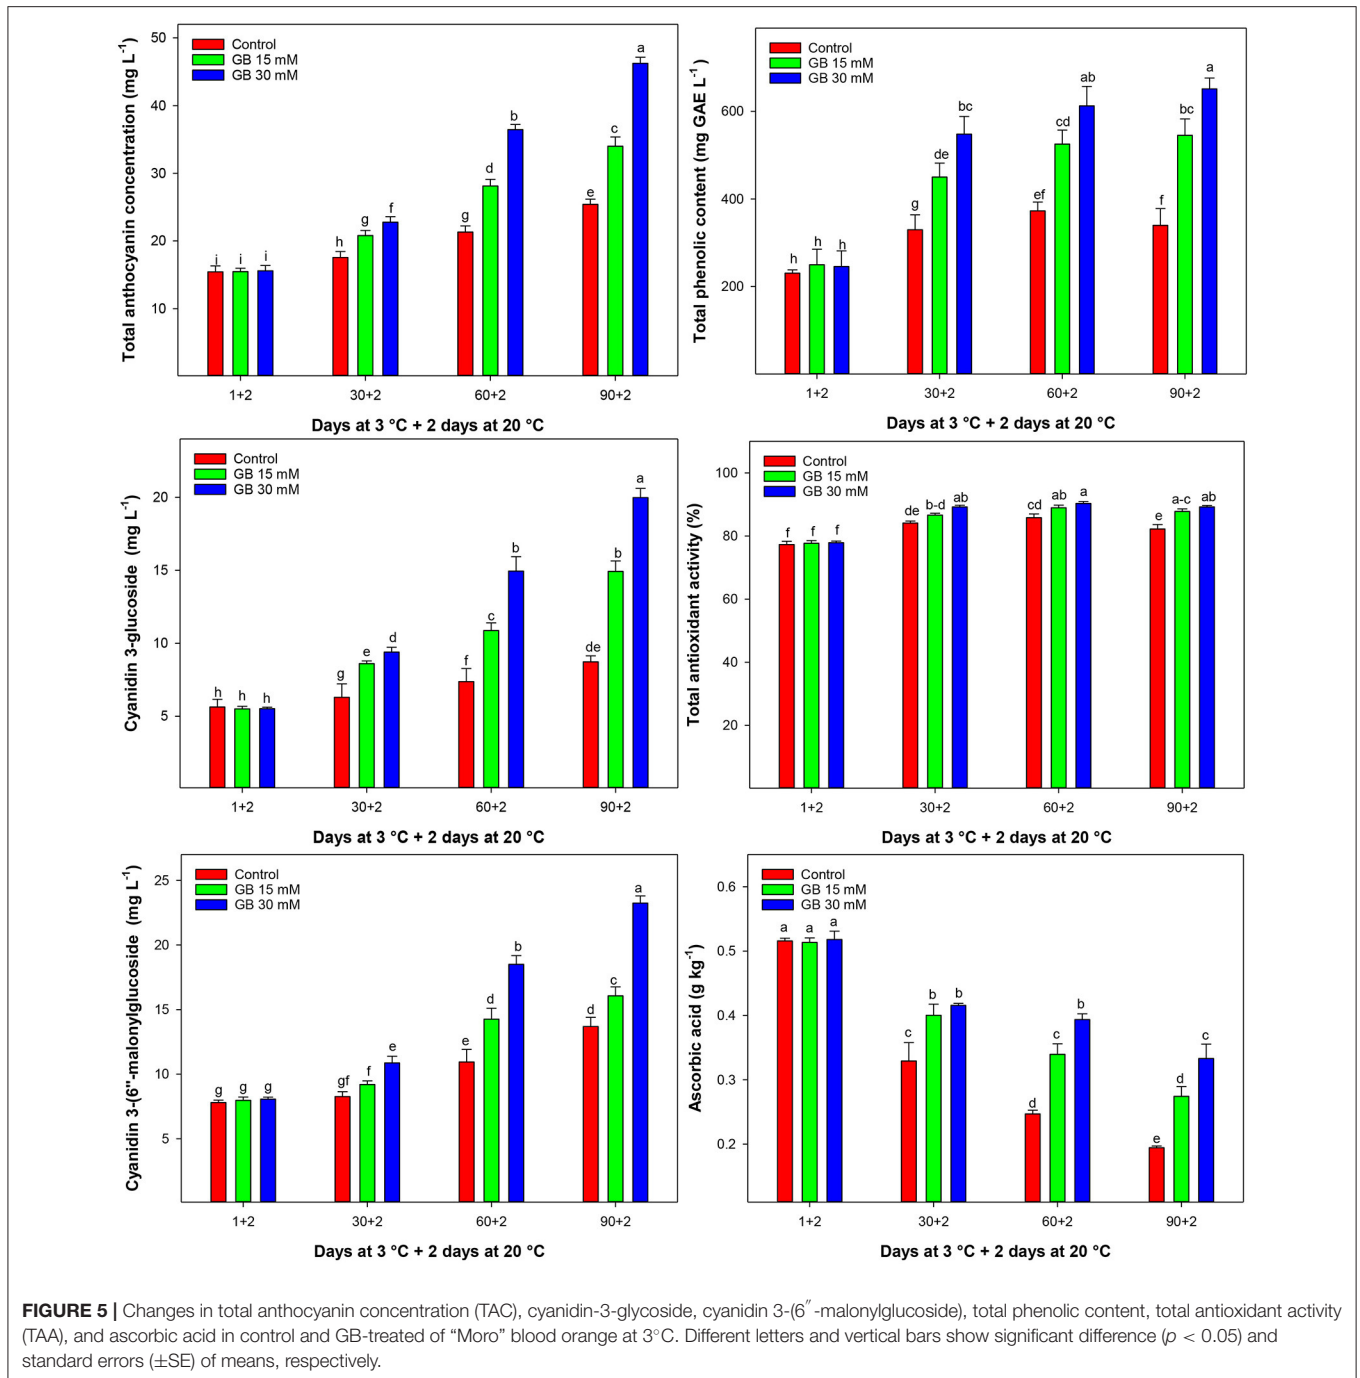 Total anthocyanin concentration (mg L-1)
50
40
30
20
10
Control
GB 15 mM
GB 30 mM
i i i
h g f
g d b
e c a
1+2 30+2 60+2 90+2
Days at 3 °C + 2 days at 20 °C
Total phenolic content (mg GAE L-1)
600
400
200
Control
GB 15 mM
GB 30 mM
h h h
g de bc
ef cd ab
f bc a
1+2 30+2 60+2 90+2
Days at 3 °C + 2 days at 20 °C
Cyanidin 3-glucoside (mg L-1)
20
15
10
5
Control
GB 15 mM
GB 30 mM
h h h
g e d
f c b
de b a
1+2 30+2 60+2 90+2
Days at 3 °C + 2 days at 20 °C
Total antioxidant activity (%)
100
80
60
40
20
Control
GB 15 mM
GB 30 mM
f f f
de b-d ab
cd ab a
e a-c ab
1+2 30+2 60+2 90+2
Days at 3 °C + 2 days at 20 °C
Cyanidin 3-(6"-malonylglucoside (mg L-1)
25
20
15
10
5
Control
GB 15 mM
GB 30 mM
g g g
gf f e
e d b
d c a
1+2 30+2 60+2 90+2
Days at 3 °C + 2 days at 20 °C
Ascorbic acid (g kg-1)
0.6
0.5
0.4
0.3
0.2
Control
GB 15 mM
GB 30 mM
a a a
c b b
d c b
e d c
1+2 30+2 60+2 90+2
Days at 3 °C + 2 days at 20 °C
FIGURE 5 | Changes in total anthocyanin concentration (TAC), cyanidin-3-glycoside, cyanidin 3-(6″-malonylglucoside), total phenolic content, total antioxidant activity
(TAA), and ascorbic acid in control and GB-treated of “Moro” blood orange at 3°C. Different letters and vertical bars show significant difference (p < 0.05) and
standard errors (±SE) of means, respectively.